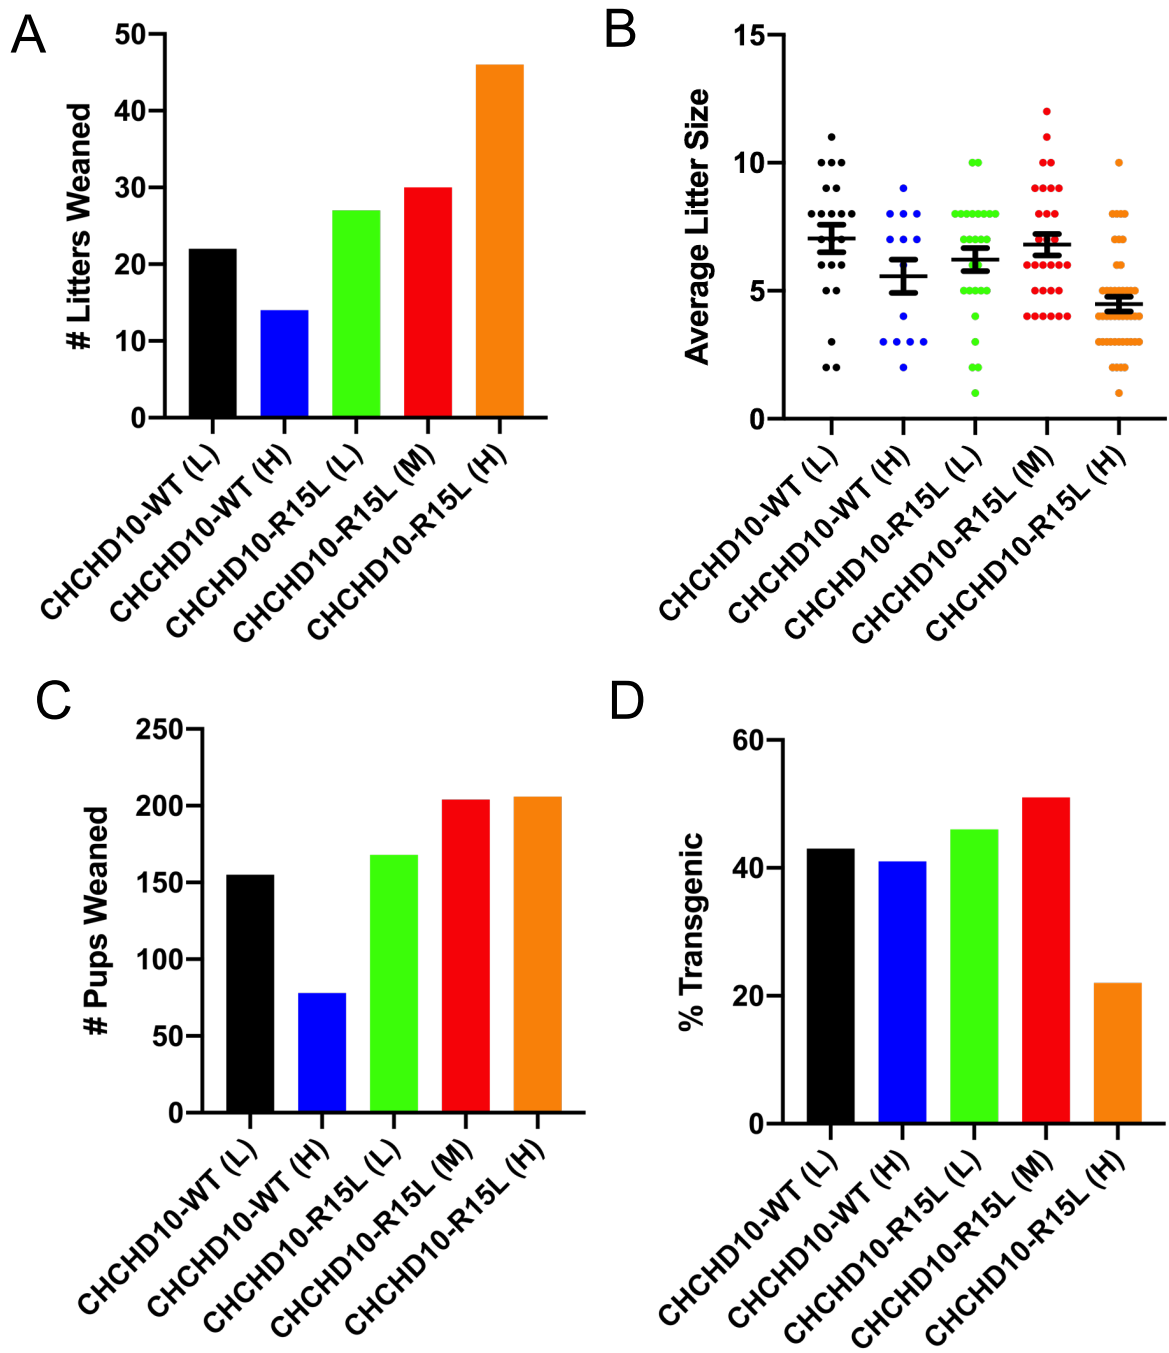 A
# Litters Weaned
50
40
30
20
10
0
CHCHD10-WT (L)
CHCHD10-WT (H)
CHCHD10-R15L (L)
CHCHD10-R15L (M)
CHCHD10-R15L (H)
B
Average Litter Size
15
10
5
0
CHCHD10-WT (L)
CHCHD10-WT (H)
CHCHD10-R15L (L)
CHCHD10-R15L (M)
CHCHD10-R15L (H)
C
# Pups Weaned
250
200
150
100
50
0
CHCHD10-WT (L)
CHCHD10-WT (H)
CHCHD10-R15L (L)
CHCHD10-R15L (M)
CHCHD10-R15L (H)
D
% Transgenic
60
40
20
0
CHCHD10-WT (L)
CHCHD10-WT (H)
CHCHD10-R15L (L)
CHCHD10-R15L (M)
CHCHD10-R15L (H)